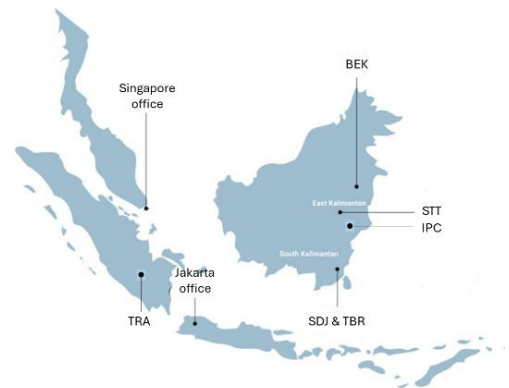 BEK
Singapore
office
East Kalimantan
STT
IPC
South Kalimantan
Jakarta
office
TRA
SDJ & TBR